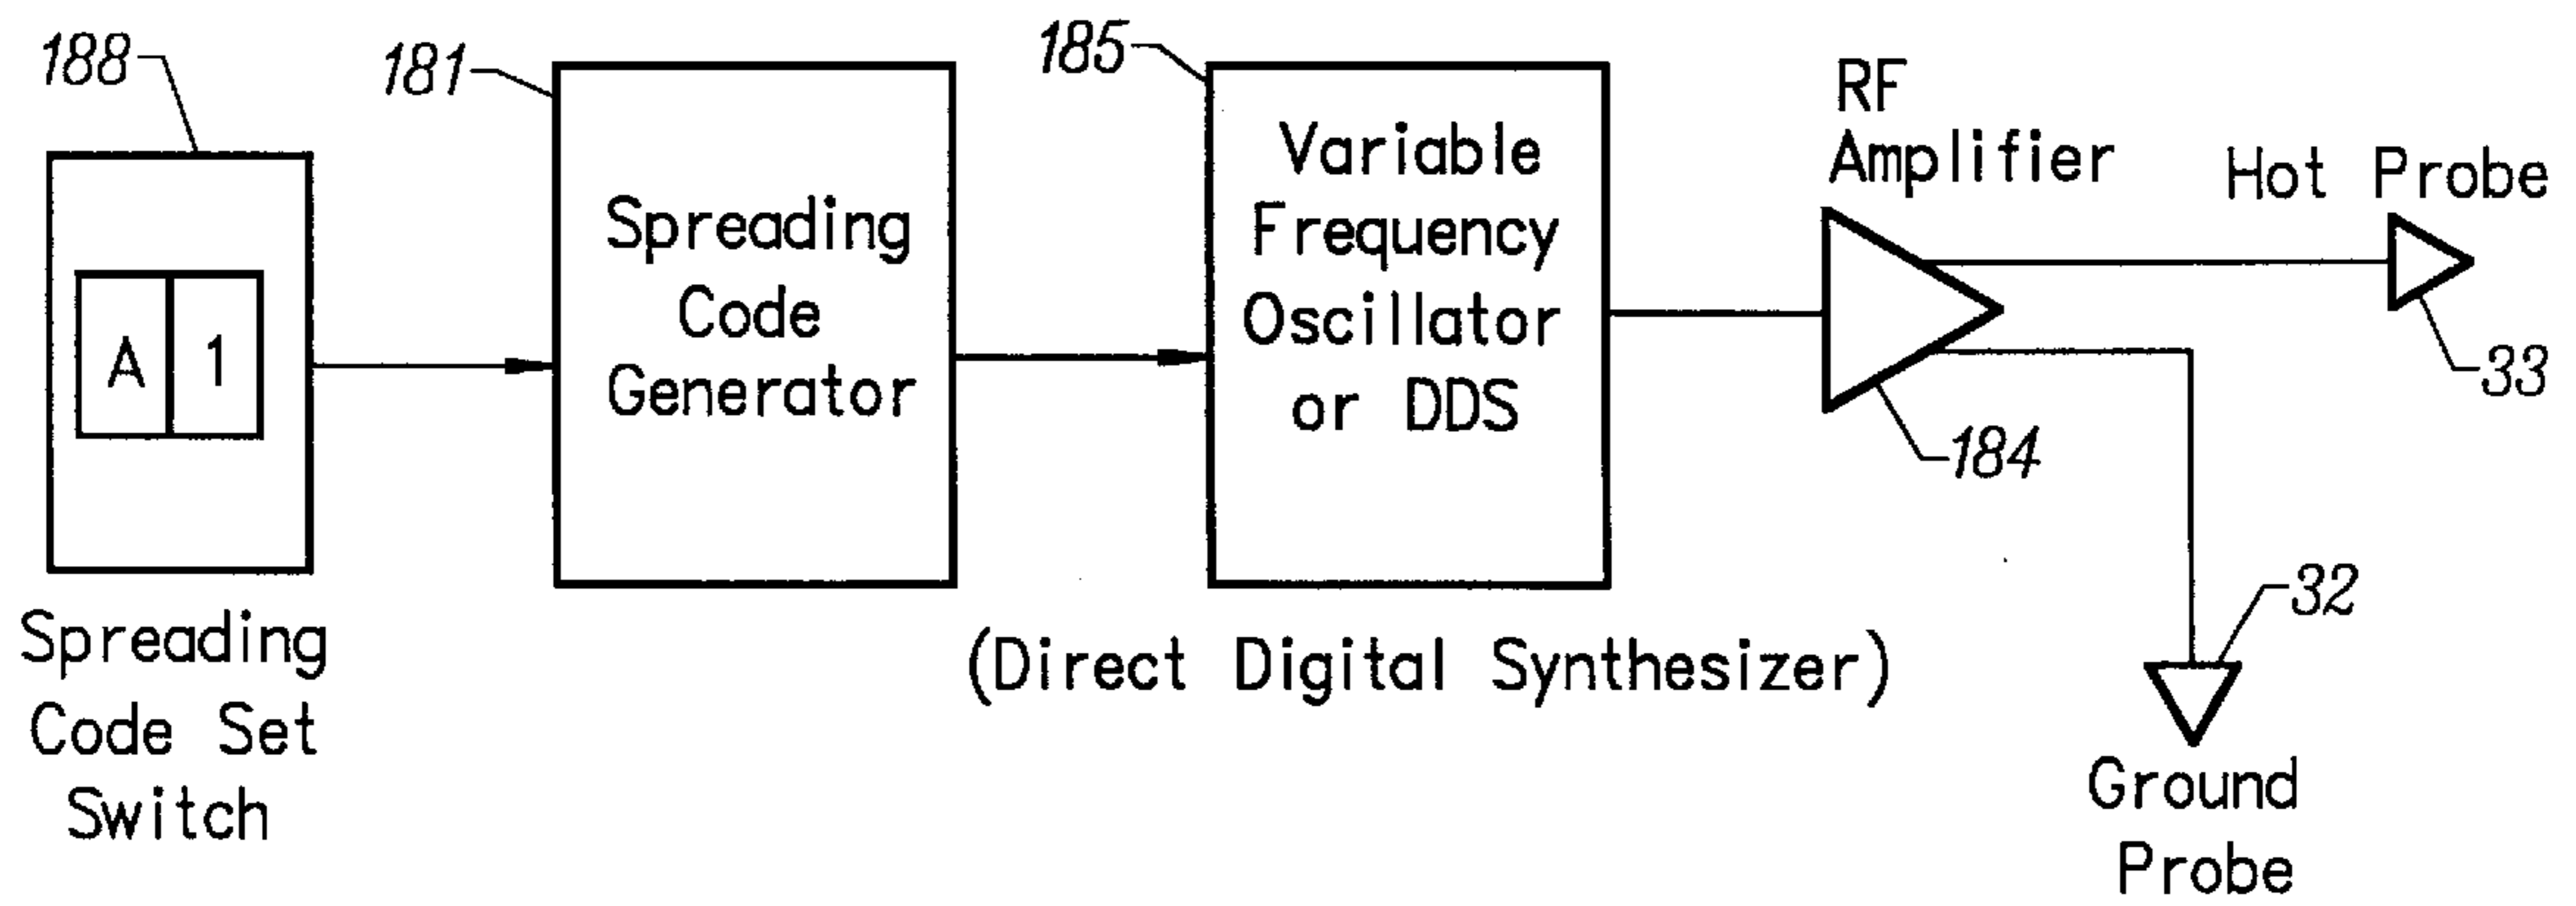 188
181
185
RF
Amplifier
Hot Probe
A 1
Spreading
Code
Generator
Variable
Frequency
Oscillator
or DDS
33
184
32
Spreading
Code Set
Switch
(Direct Digital Synthesizer)
Ground
Probe